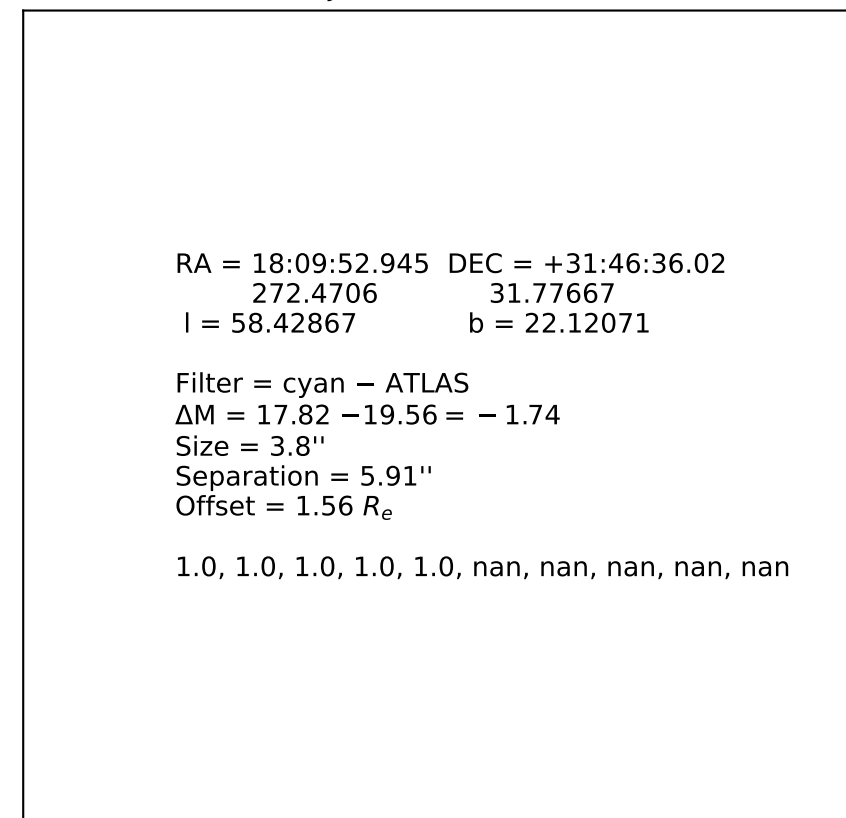 RA = 18:09:52.945 DEC = +31:46:36.02
272.4706 31.77667
l = 58.42867 b = 22.12071
Filter = cyan − ATLAS
ΔM = 17.82 −19.56 = − 1.74
Size = 3.8''
Separation = 5.91''
Offset = 1.56 Re
1.0, 1.0, 1.0, 1.0, 1.0, nan, nan, nan, nan, nan